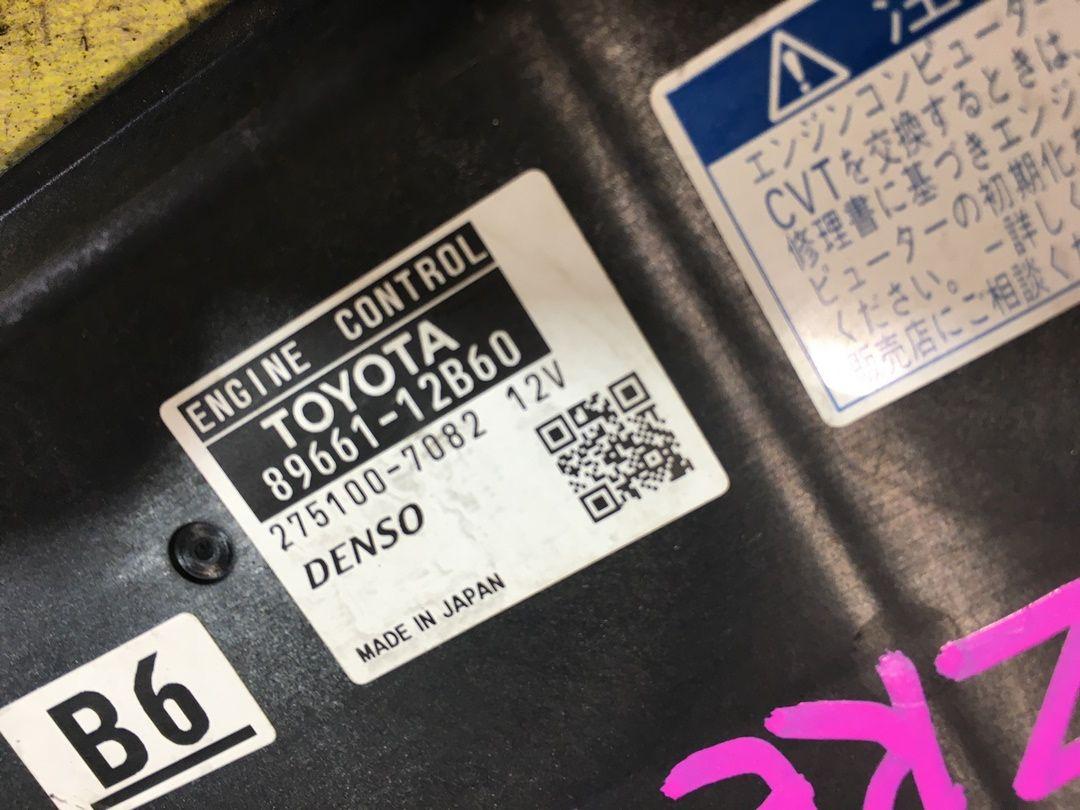 ENGINE CONTROL
TOYOTA
89661-12B60
275100-7082 12V
DENSO
MADE IN JAPAN
B6
エンジンコンピューター
CVTを交換するときは、
修理書に基づきエンジ
ピューターの初期化を
ください。 —詳しく
販売店にご相談くだ